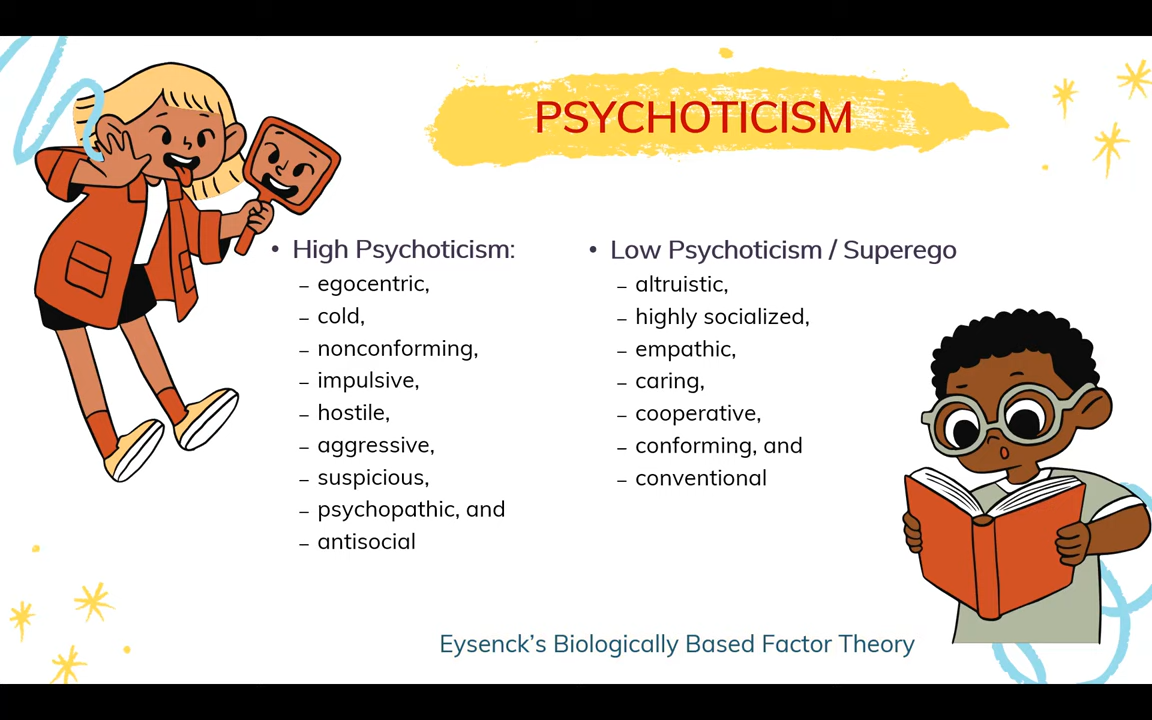 PSYCHOTICISM
• High Psychoticism:
– egocentric,
– cold,
– nonconforming,
– impulsive,
– hostile,
– aggressive,
– suspicious,
– psychopathic, and
– antisocial
• Low Psychoticism / Superego
– altruistic,
– highly socialized,
– empathic,
– caring,
– cooperative,
– conforming, and
– conventional
Eysenck’s Biologically Based Factor Theory